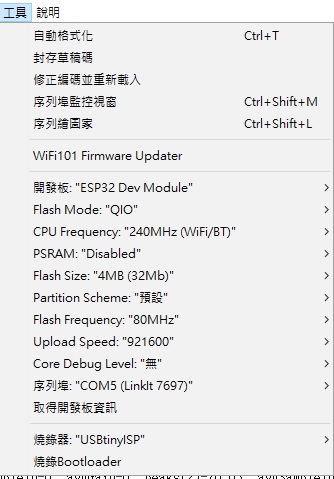 工具 說明
自動格式化 Ctrl+T
封存草稿碼
修正編碼並重新載入
序列埠監控視窗 Ctrl+Shift+M
序列繪圖家 Ctrl+Shift+L
WiFi101 Firmware Updater
開發板: "ESP32 Dev Module"
Flash Mode: "QIO"
CPU Frequency: "240MHz (WiFi/BT)"
PSRAM: "Disabled"
Flash Size: "4MB (32Mb)"
Partition Scheme: "預設"
Flash Frequency: "80MHz"
Upload Speed: "921600"
Core Debug Level: "無"
序列埠: "COM5 (LinkIt 7697)"
取得開發板資訊
燒錄器: "USBtinyISP"
燒錄Bootloader